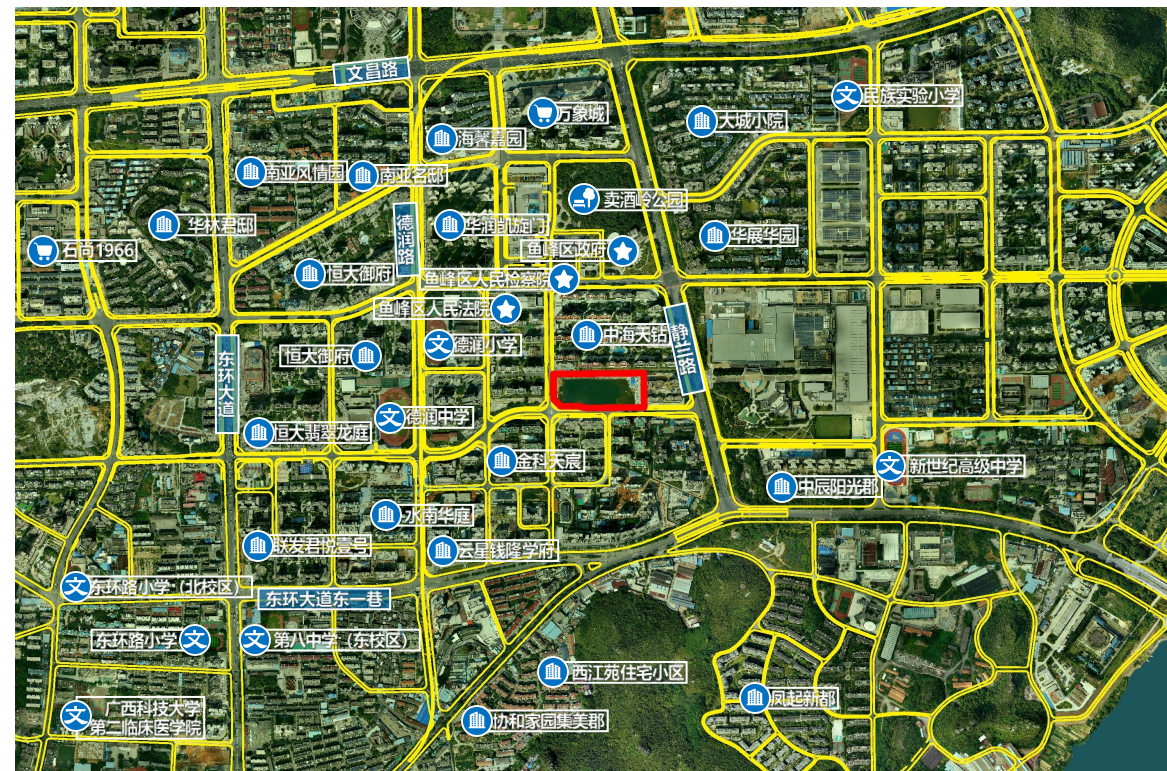 文昌路
民族实验小学
万象城
大城小院
海馨嘉园
南亚风情园
南亚名邸
卖酒岭公园
华林君邸
德润路
华润凯旋门
华展华园
石尚1966
鱼峰区政府
恒大御府
鱼峰区人民检察院
鱼峰区人民法院
中海天钻
静兰路
德润小学
恒大御府
东环大道
德润中学
恒大翡翠龙庭
金科天宸
新世纪高级中学
中辰阳光郡
水南华庭
联发君悦壹号
云星钱隆学府
东环路小学（北校区）
东环大道东一巷
东环路小学
第八中学（东校区）
西江苑住宅小区
凤起新都
广西科技大学
第二临床医学院
协和家园集美郡